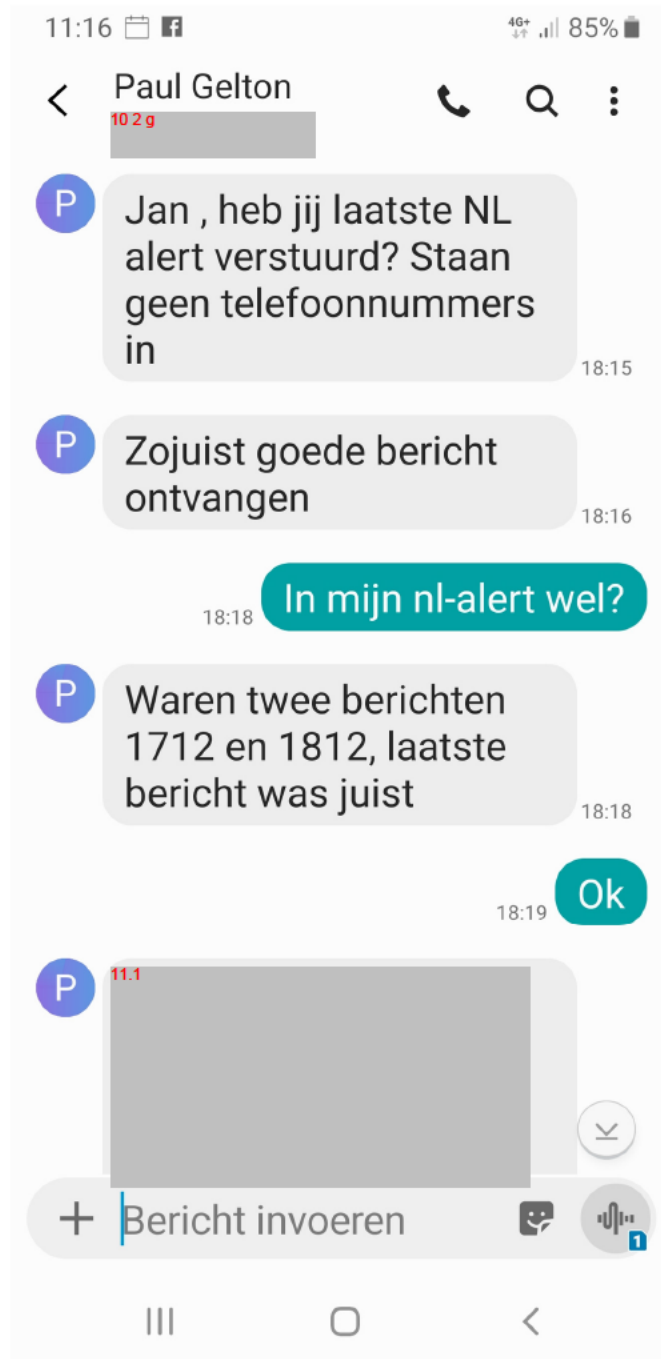 11:16
4G+ 85%
Paul Gelton
10 2 g
P
Jan , heb jij laatste NL
alert verstuurd? Staan
geen telefoonnummers
in
18:15
P
Zojuist goede bericht
ontvangen
18:16
In mijn nl-alert wel?
18:18
P
Waren twee berichten
1712 en 1812, laatste
bericht was juist
18:18
Ok
18:19
P
11.1
Bericht invoeren
1